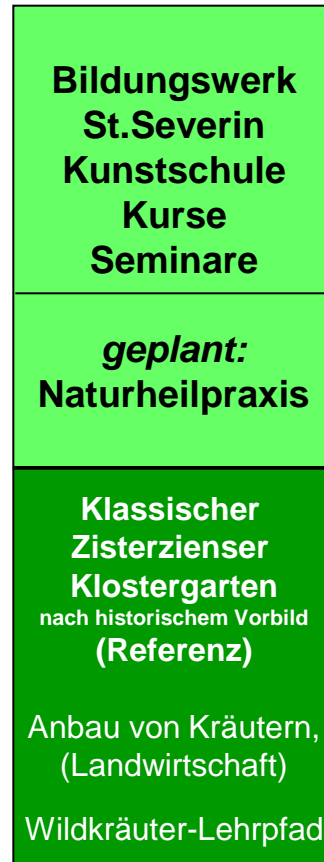 Bildungswerk
St.Severin
Kunstschule
Kurse
Seminare
geplant:
Naturheilpraxis
Klassischer
Zisterzienser
Klostergarten
nach historischem Vorbild
(Referenz)
Anbau von Kräutern,
(Landwirtschaft)
Wildkräuter-Lehrpfad